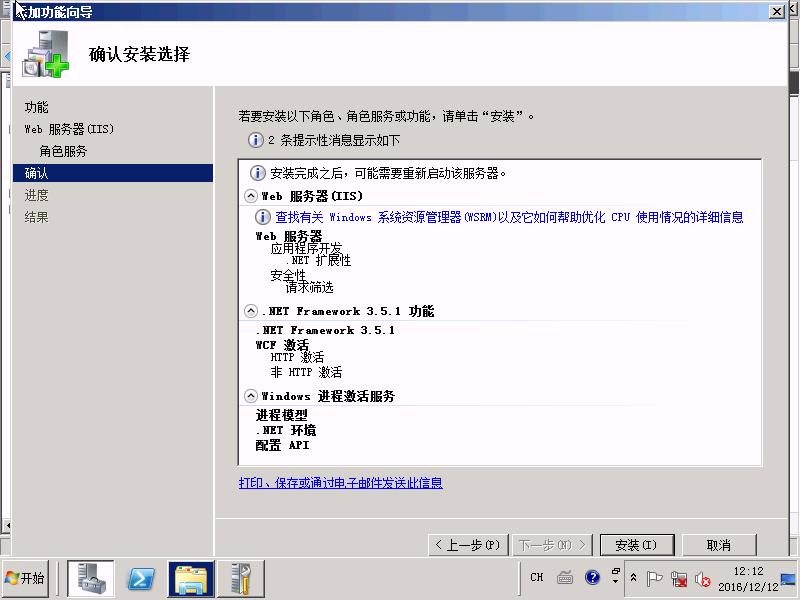 添加功能向导
确认安装选择
功能
Web 服务器(IIS)
角色服务
确认
进度
结果
若要安装以下角色、角色服务或功能，请单击“安装”。
2 条提示性消息显示如下
安装完成之后，可能需要重新启动该服务器。
Web 服务器(IIS)
查找有关 Windows 系统资源管理器(WSRM)以及它如何帮助优化 CPU 使用情况的详细信息
Web 服务器
应用程序开发
.NET 扩展性
安全性
请求筛选
.NET Framework 3.5.1 功能
.NET Framework 3.5.1
WCF 激活
HTTP 激活
非 HTTP 激活
Windows 进程激活服务
进程模型
.NET 环境
配置 API
打印、保存或通过电子邮件发送此信息
< 上一步(P) 下一步(N) > 安装(I) 取消
开始 CH 12:12
2016/12/12